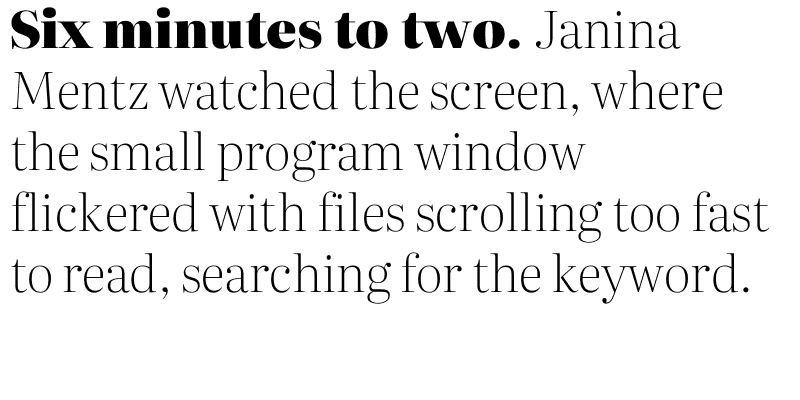 Six minutes to two. Janina
Mentz watched the screen, where
the small program window
flickered with files scrolling too fast
to read, searching for the keyword.